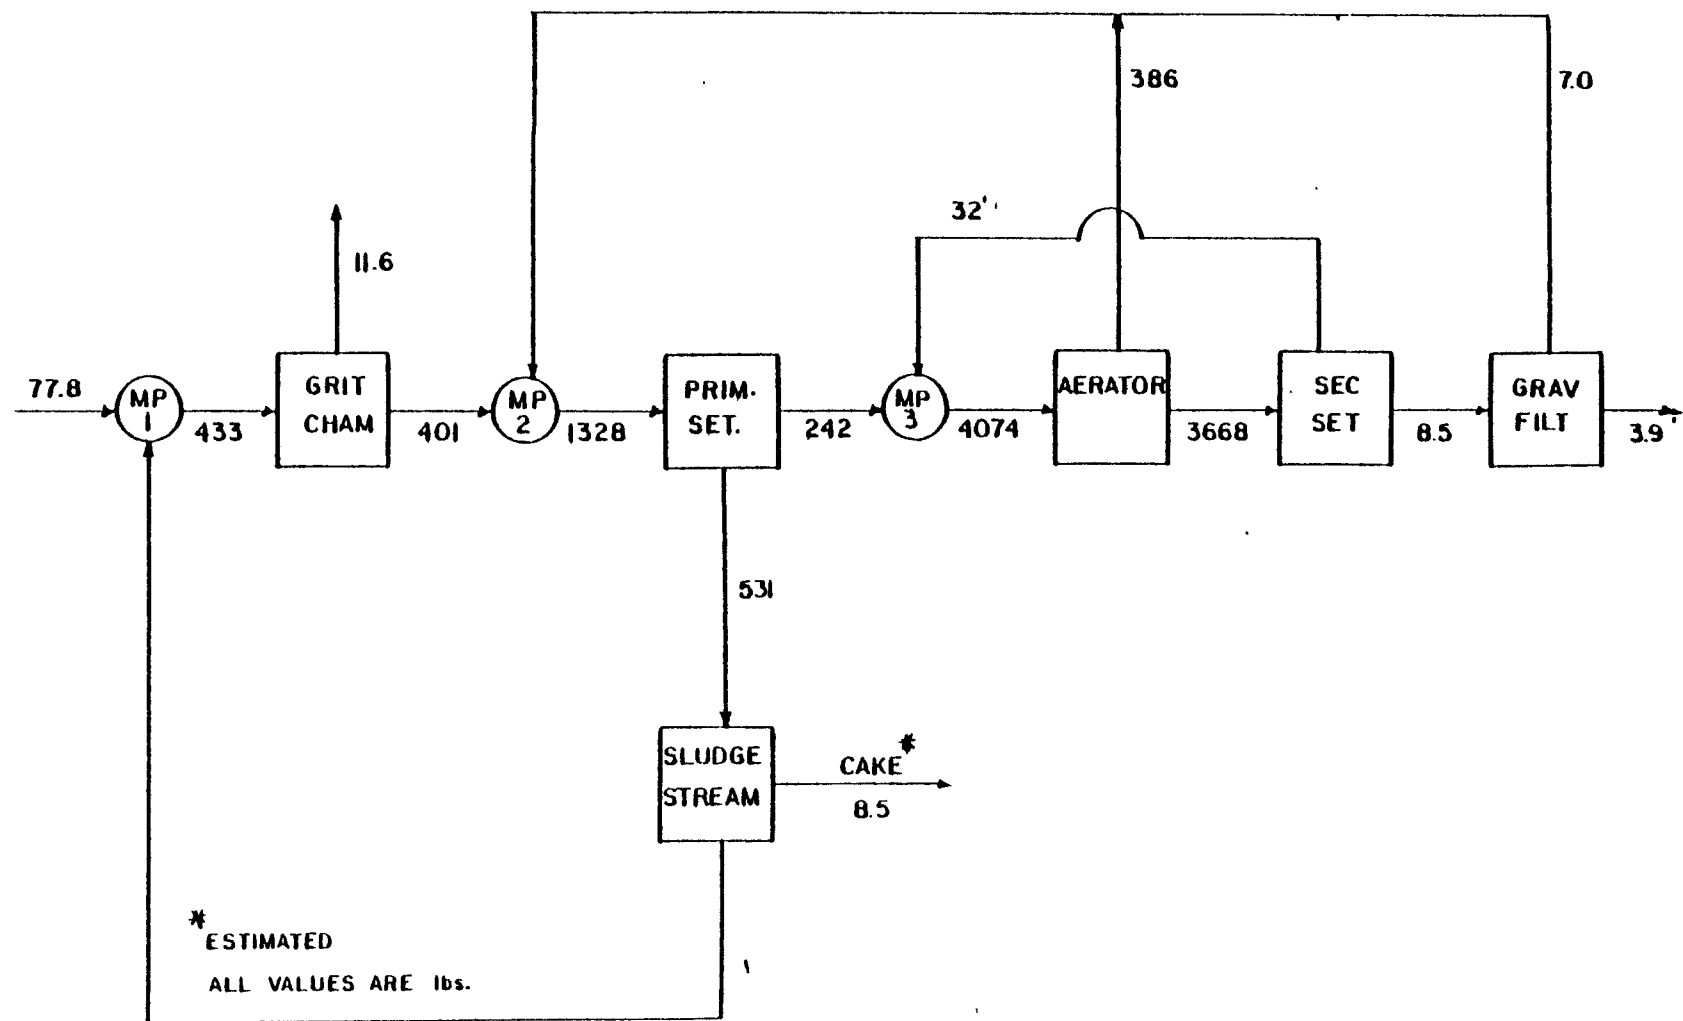 386
7.0
32'
11.6
77.8
MP
1
433
GRIT
CHAM
401
MP
2
1328
PRIM.
SET.
242
MP
3
4074
AERATOR
3668
SEC
SET
8.5
GRAV
FILT
3.9
531
SLUDGE
STREAM
CAKE*
8.5
*ESTIMATED
ALL VALUES ARE lbs.